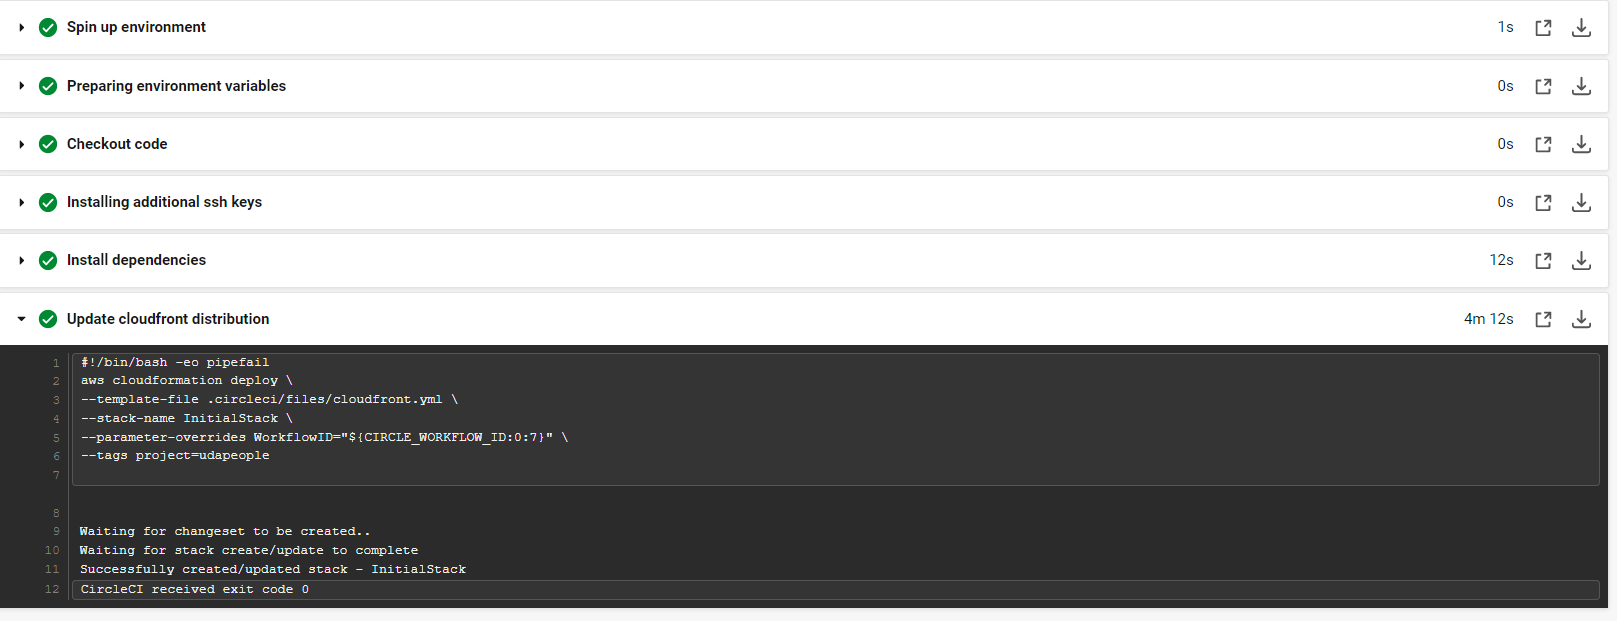 Spin up environment 1s
Preparing environment variables 0s
Checkout code 0s
Installing additional ssh keys 0s
Install dependencies 12s
Update cloudfront distribution 4m 12s
1 #!/bin/bash -eo pipefail
2 aws cloudformation deploy \
3 --template-file .circleci/files/cloudfront.yml \
4 --stack-name InitialStack \
5 --parameter-overrides WorkflowID="${CIRCLE_WORKFLOW_ID:0:7}" \
6 --tags project=udapeople
7
8
9 Waiting for changeset to be created..
10 Waiting for stack create/update to complete
11 Successfully created/updated stack - InitialStack
12 CircleCI received exit code 0